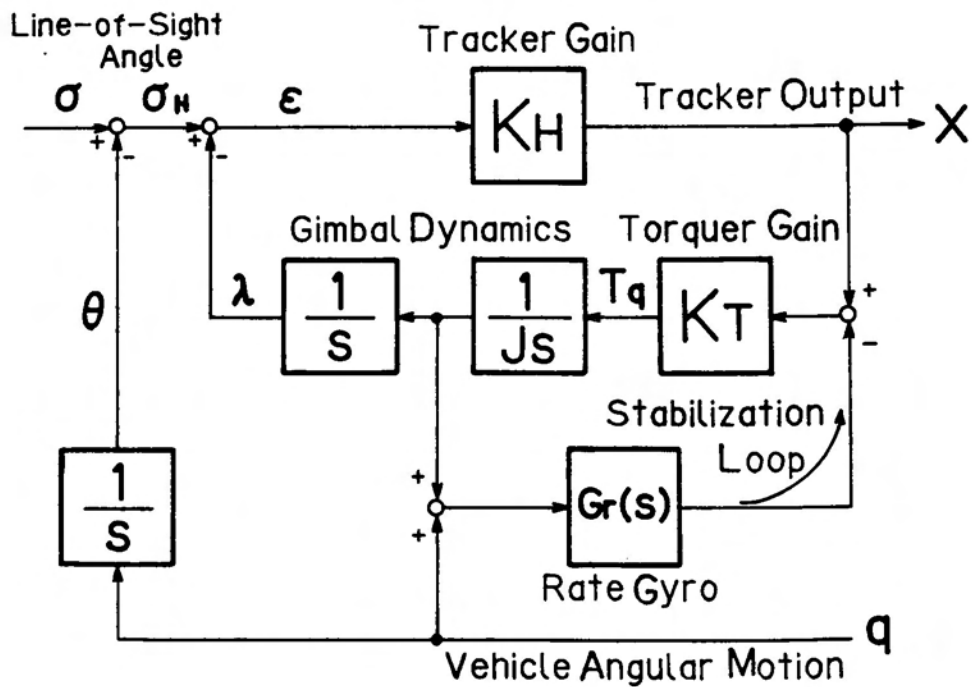 Line-of-Sight
Angle
Tracker Gain
σ
σH
ε
KH
Tracker Output
X
+
-
+
-
Gimbal Dynamics
Torquer Gain
θ
λ
1
S
1
JS
Tq
KT
+
-
Stabilization
Loop
1
S
+
+
Gr(s)
Rate Gyro
q
Vehicle Angular Motion